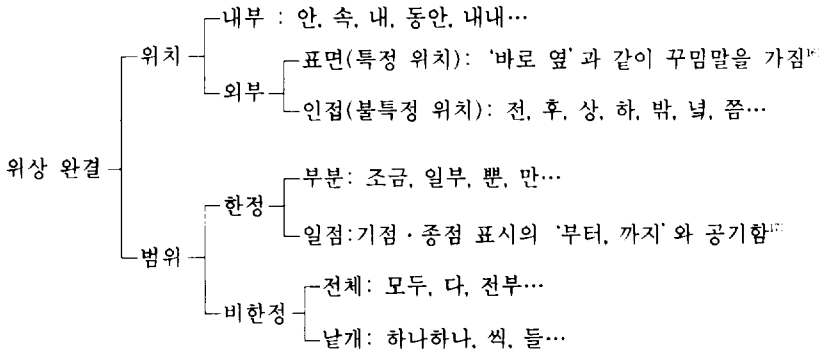 내부 : 안, 속, 내, 동안, 내내…
위치
표면(특정 위치): ‘바로 옆’과 같이 꾸밈말을 가짐
외부
인접(불특정 위치): 전, 후, 상, 하, 밖, 녘, 쯤…
위상 완결
부분: 조금, 일부, 뿐, 만…
한정
일점:기점·종점 표시의 ‘부터, 까지’와 공기함
범위
전체: 모두, 다, 전부…
비한정
낱개: 하나하나, 씩, 들…